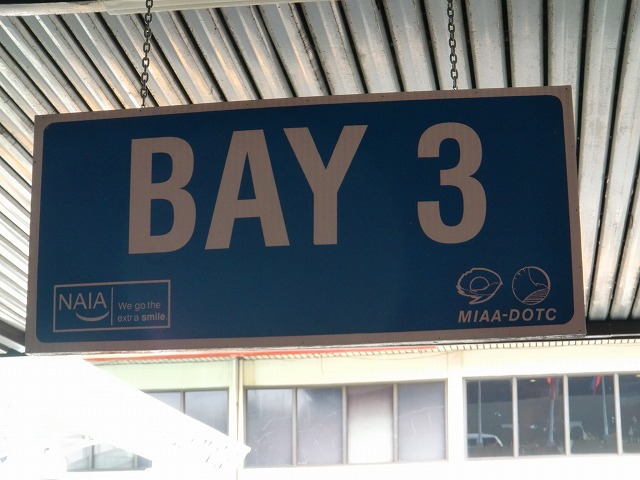 BAY 3
NAIA
We go the
extra smile
MIAA-DOTC